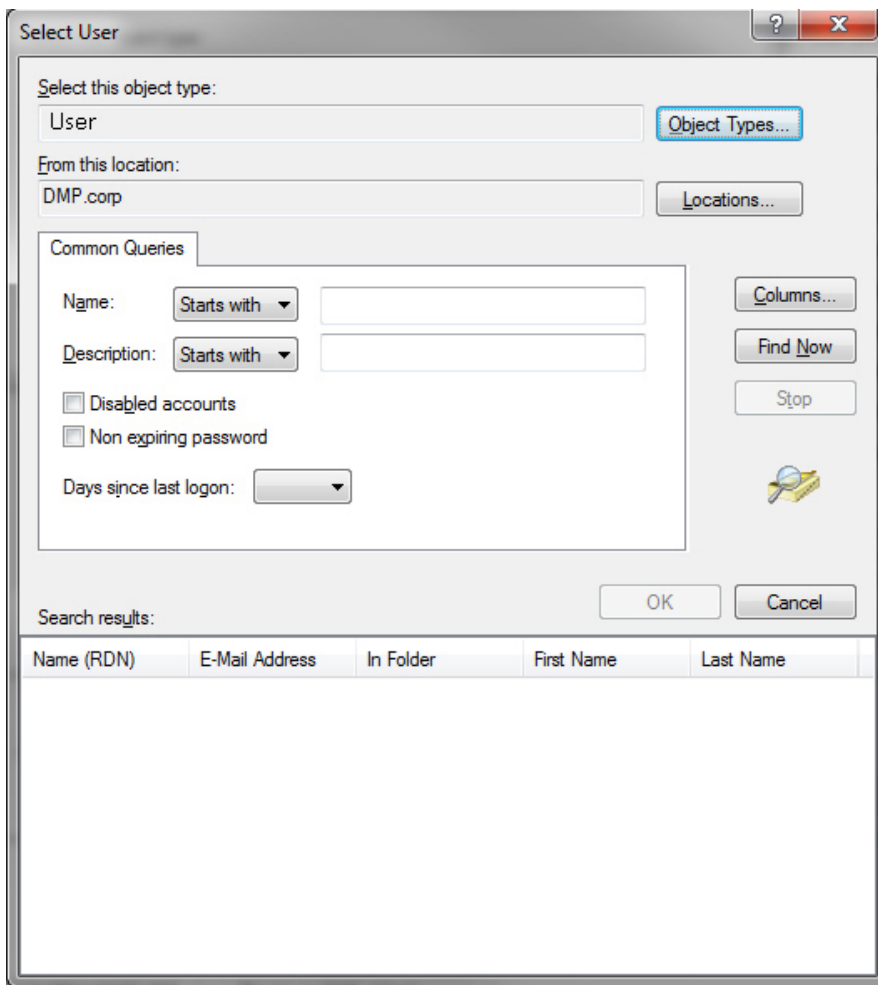 Select User
Select this object type:
User
Object Types...
From this location:
DMP.corp
Locations...
Common Queries
Name: Starts with
Columns...
Description: Starts with
Find Now
Disabled accounts
Stop
Non expiring password
Days since last logon:
OK Cancel
Search results:
Name (RDN) E-Mail Address In Folder First Name Last Name